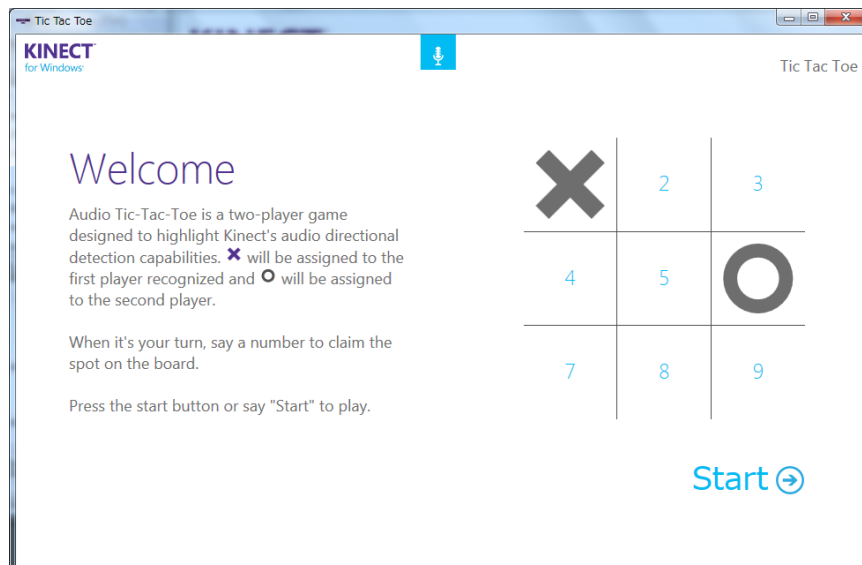 Tic Tac Toe
KINECT
for Windows
Tic Tac Toe
Welcome
Audio Tic-Tac-Toe is a two-player game
designed to highlight Kinect's audio directional
detection capabilities. ✖ will be assigned to the
first player recognized and O will be assigned
to the second player.
When it's your turn, say a number to claim the
spot on the board.
Press the start button or say "Start" to play.
2 3
4 5
7 8 9
Start